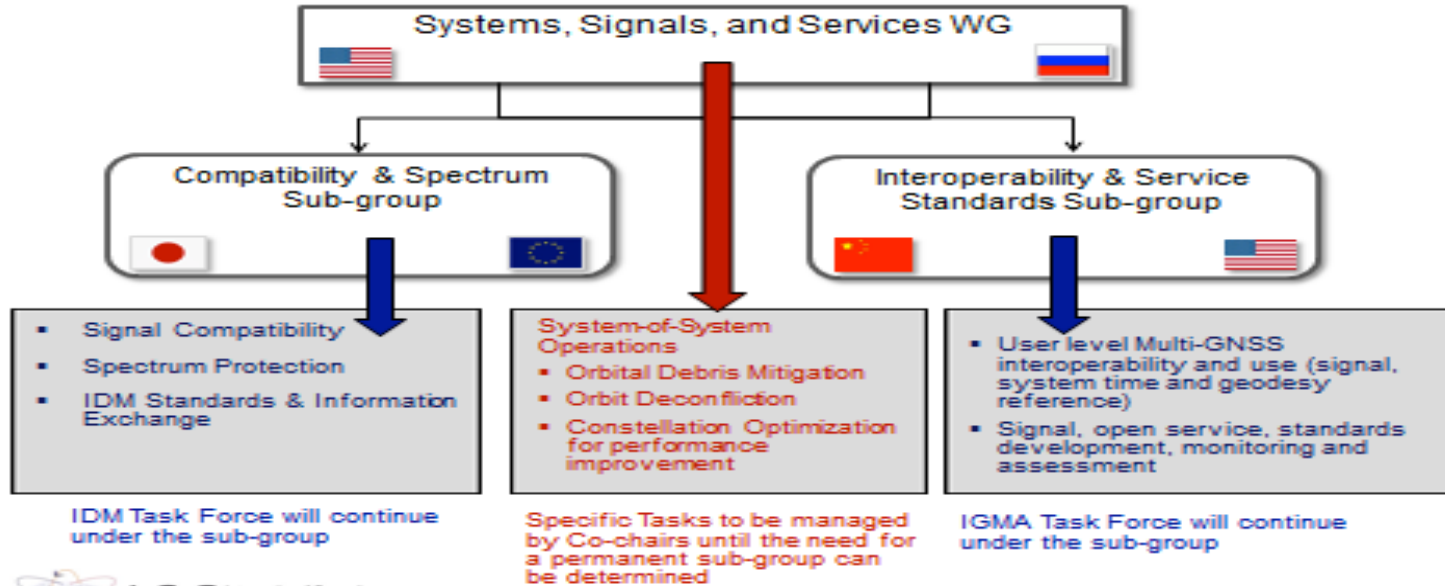 Systems, Signals, and Services WG
Compatibility & Spectrum
Sub-group
Interoperability & Service
Standards Sub-group
▪ Signal Compatibility
▪ Spectrum Protection
▪ IDM Standards & Information
Exchange
System-of-System
Operations
▪ Orbital Debris Mitigation
▪ Orbit Deconfliction
▪ Constellation Optimization
for performance
improvement
▪ User level Multi-GNSS
interoperability and use (signal,
system time and geodesy
reference)
▪ Signal, open service, standards
development, monitoring and
assessment
IDM Task Force will continue
under the sub-group
Specific Tasks to be managed
by Co-chairs until the need for
a permanent sub-group can
be determined
IGMA Task Force will continue
under the sub-group